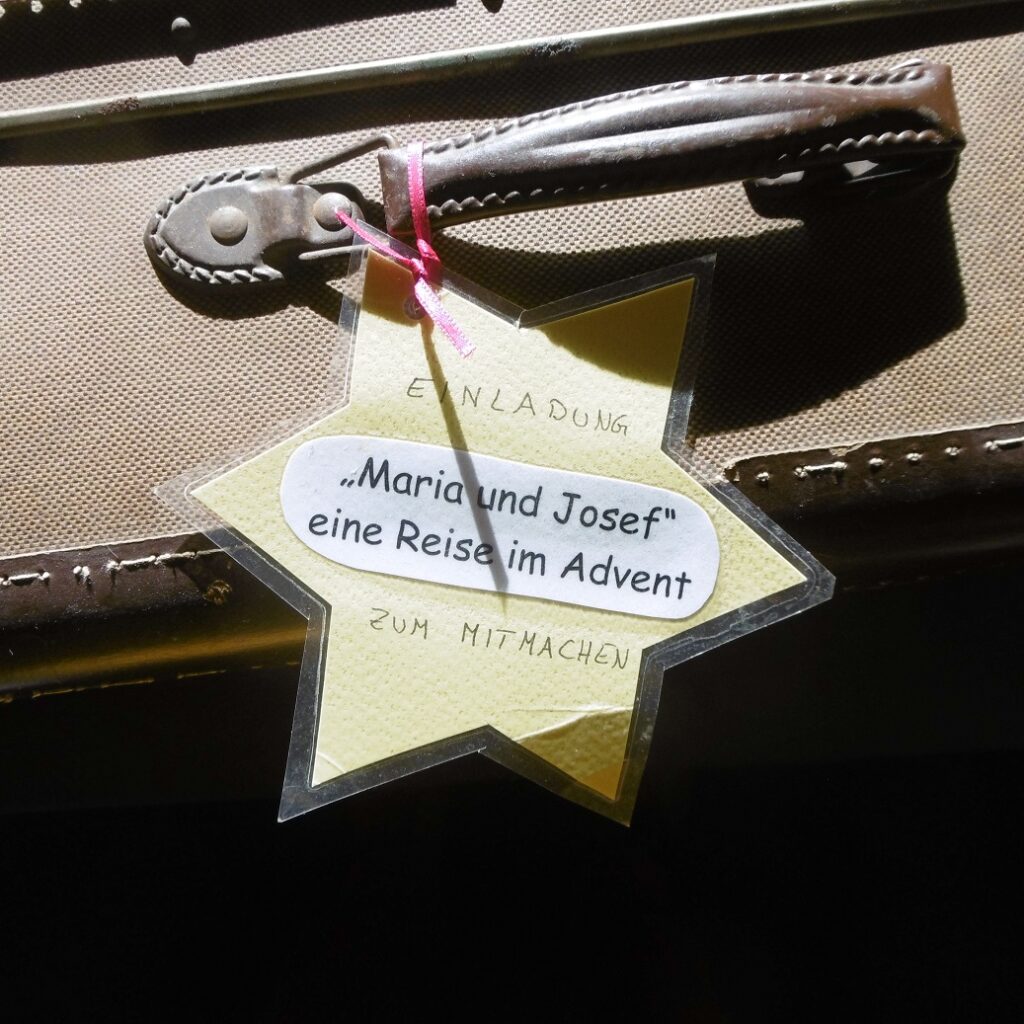 EINLADUNG
„Maria und Josef"
eine Reise im Advent
ZUM MITMACHEN